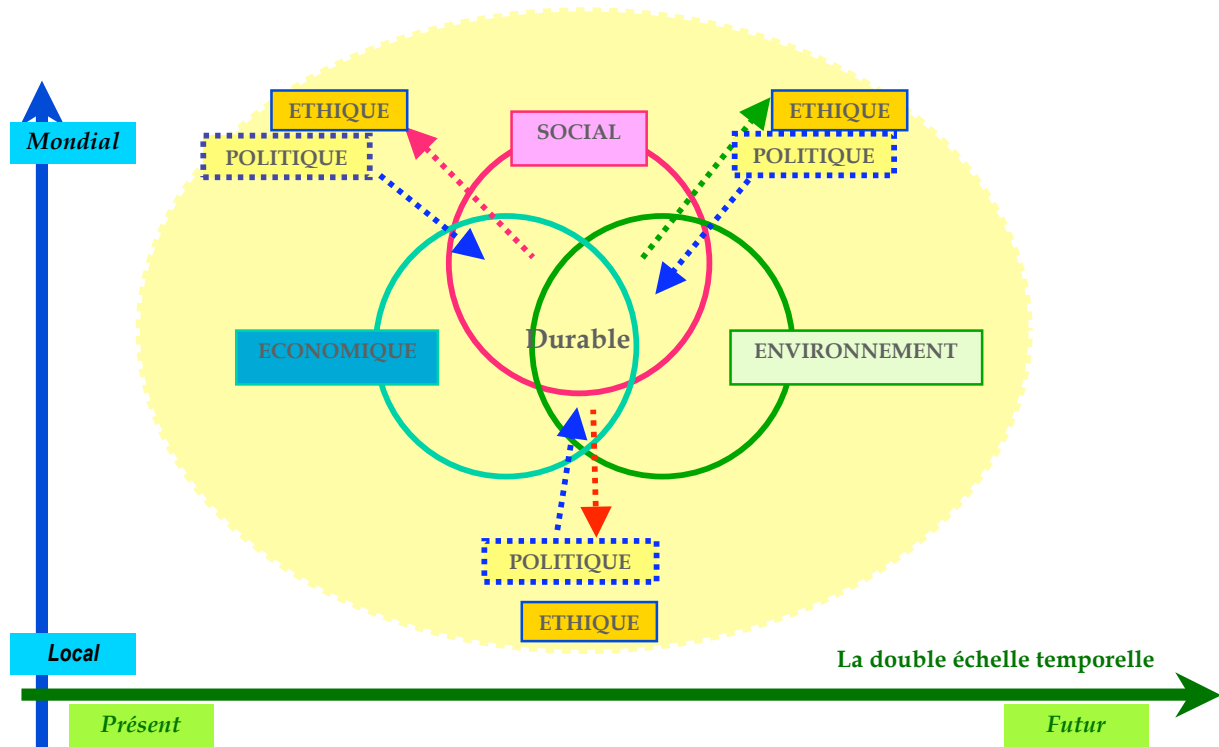 ETHIQUE
ETHIQUE
Mondial
SOCIAL
POLITIQUE
POLITIQUE
Durable
ECONOMIQUE
ENVIRONNEMENT
POLITIQUE
ETHIQUE
Local
La double échelle temporelle
Présent
Futur